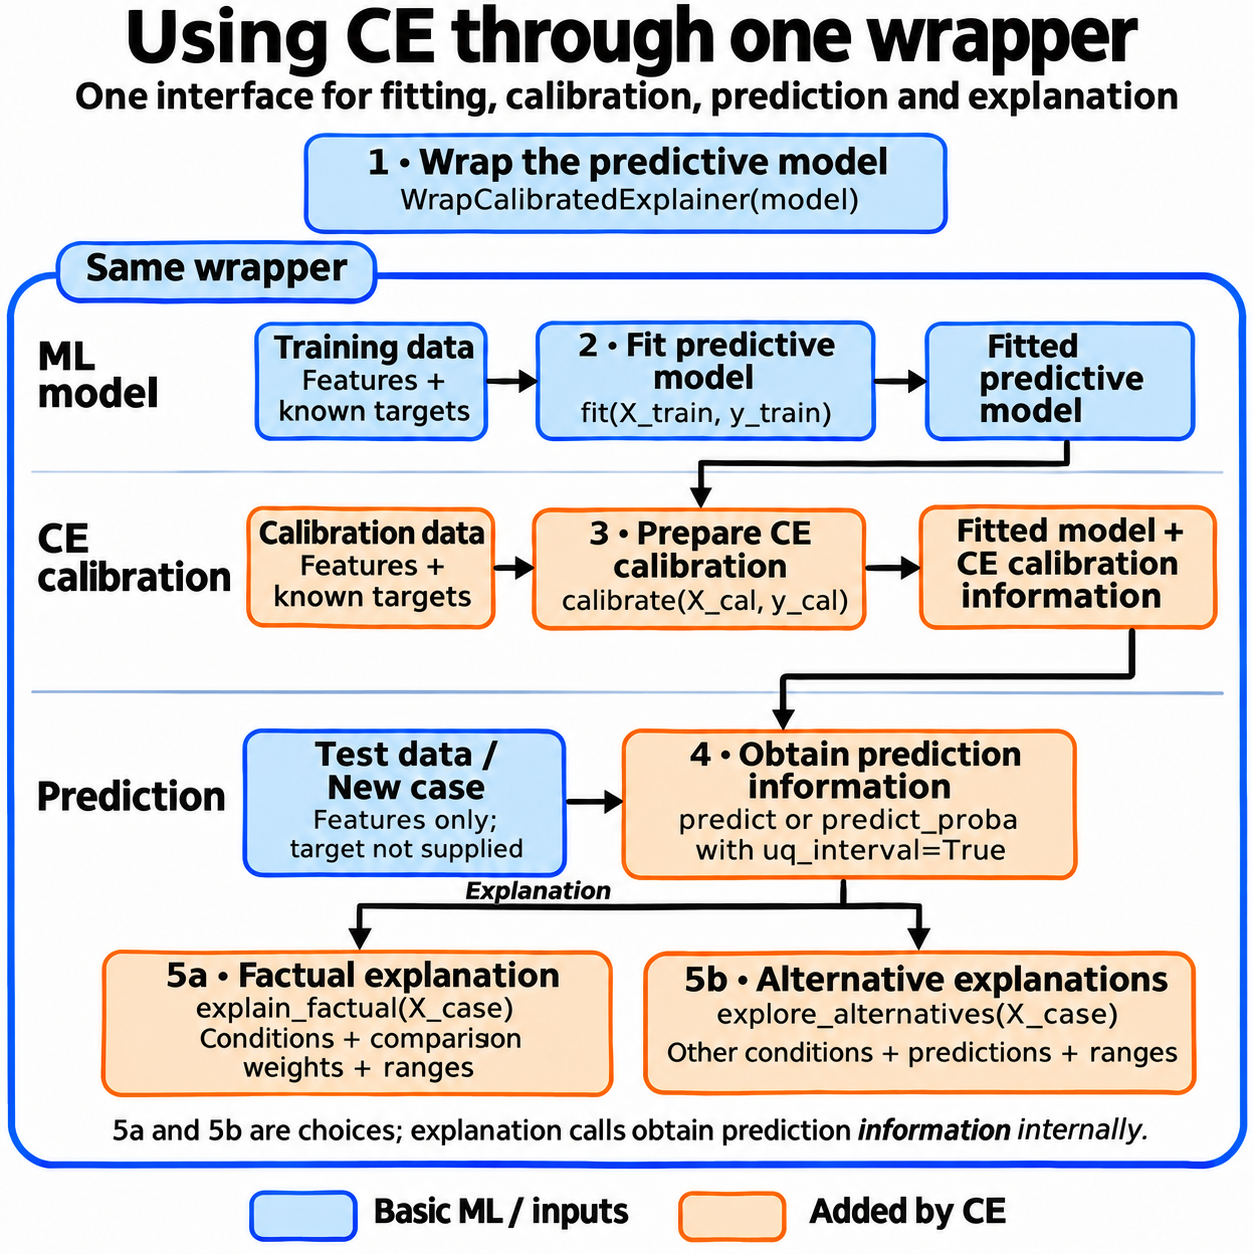 Using CE through one wrapper
One interface for fitting, calibration, prediction and explanation
1 • Wrap the predictive model
WrapCalibratedExplainer(model)
Same wrapper
ML
model
Training data
Features +
known targets
2 • Fit predictive
model
fit(X_train, y_train)
Fitted
predictive
model
CE
calibration
Calibration data
Features +
known targets
3 • Prepare CE
calibration
calibrate(X_cal, y_cal)
Fitted model +
CE calibration
information
Prediction
Test data /
New case
Features only;
target not supplied
4 • Obtain prediction
information
predict or predict_proba
with uq_interval=True
Explanation
5a • Factual explanation
explain_factual(X_case)
Conditions + comparison
weights + ranges
5b • Alternative explanations
explore_alternatives(X_case)
Other conditions + predictions + ranges
5a and 5b are choices; explanation calls obtain prediction information internally.
Basic ML / inputs
Added by CE